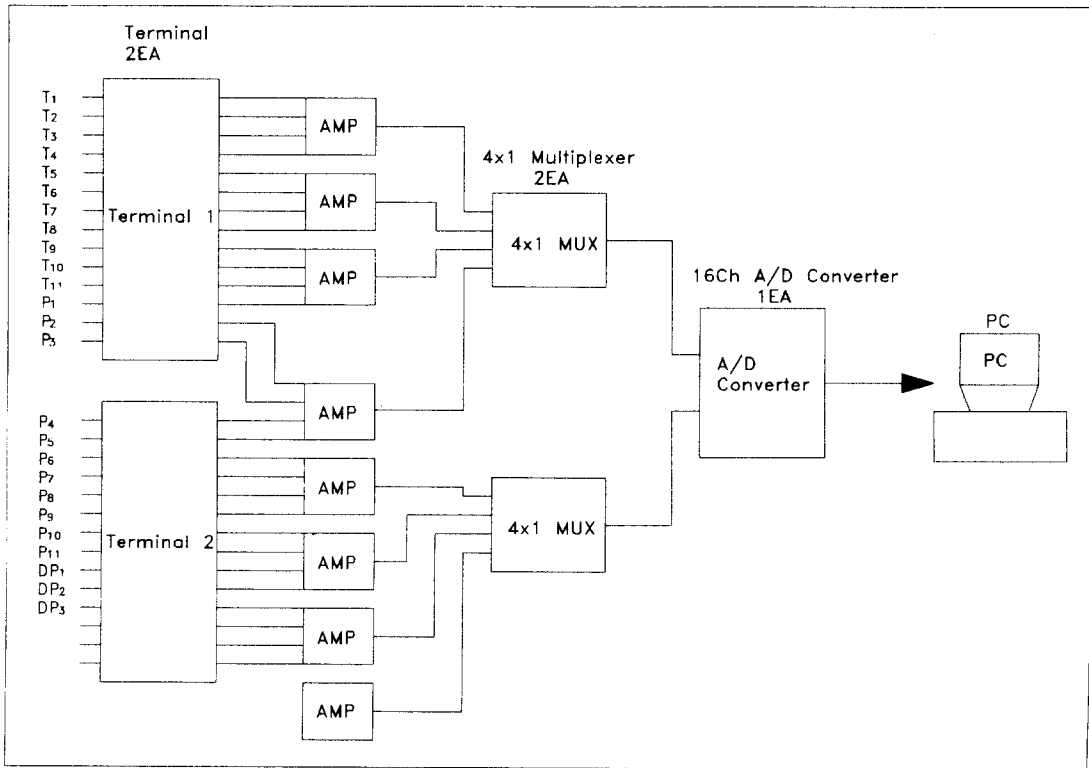 Terminal
2EA
T1
T2
T3
T4
T5
T6
T7
T8
T9
T10
T11
P1
P2
P3
Terminal 1
AMP
AMP
AMP
AMP
4x1 Multiplexer
2EA
4x1 MUX
16Ch A/D Converter
1EA
A/D
Converter
PC
PC
P4
P5
P6
P7
P8
P9
P10
P11
DP1
DP2
DP3
Terminal 2
AMP
AMP
AMP
AMP
4x1 MUX